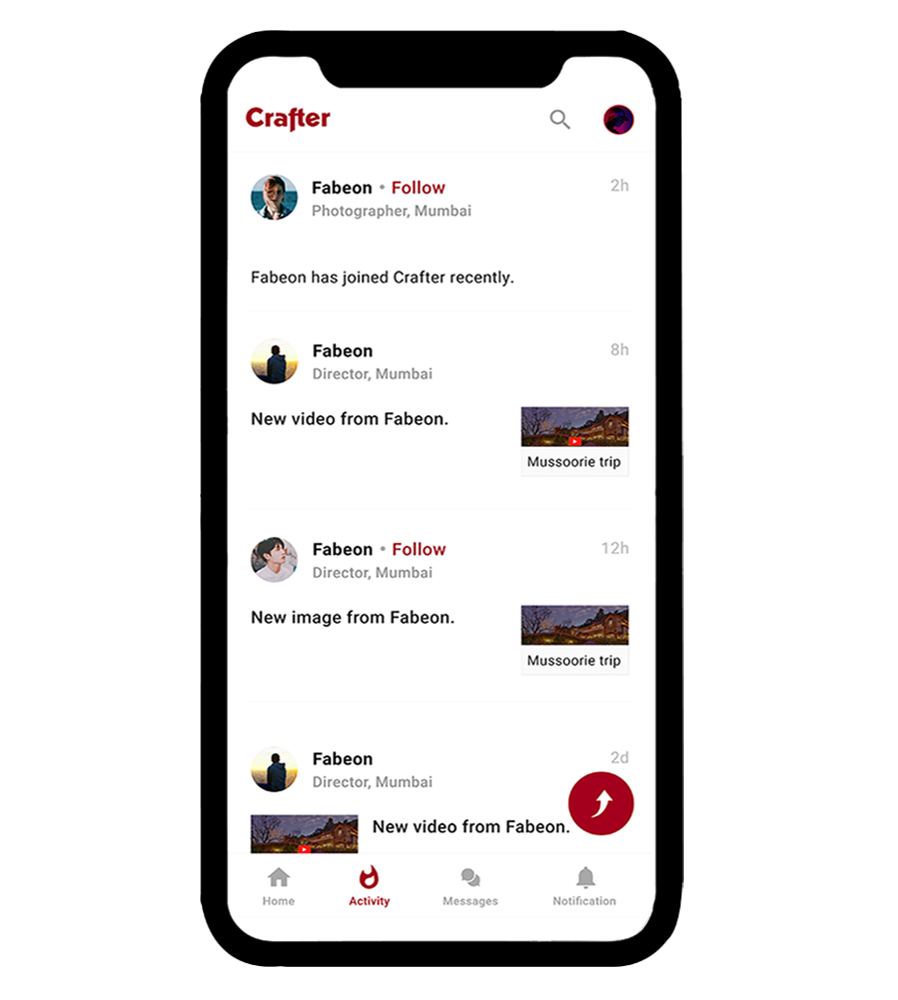 Crafter
Fabeon • Follow 2h
Photographer, Mumbai
Fabeon has joined Crafter recently.
Fabeon 8h
Director, Mumbai
New video from Fabeon.
Mussoorie trip
Fabeon • Follow 12h
Director, Mumbai
New image from Fabeon.
Mussoorie trip
Fabeon 2d
Director, Mumbai
New video from Fabeon.
Home Activity Messages Notification